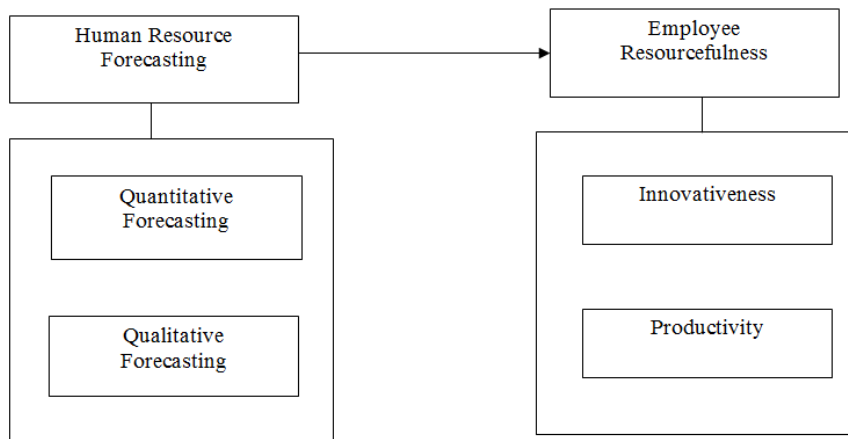 Human Resource
Forecasting
Employee
Resourcefulness
Quantitative
Forecasting
Innovativeness
Qualitative
Forecasting
Productivity